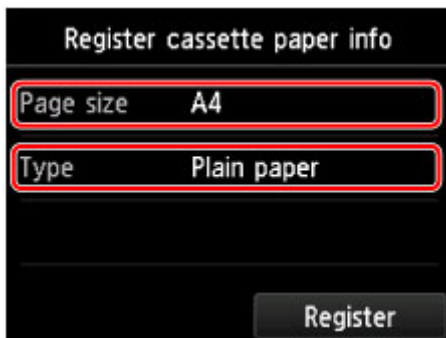 Register cassette paper info
Page size A4
Type Plain paper
Register